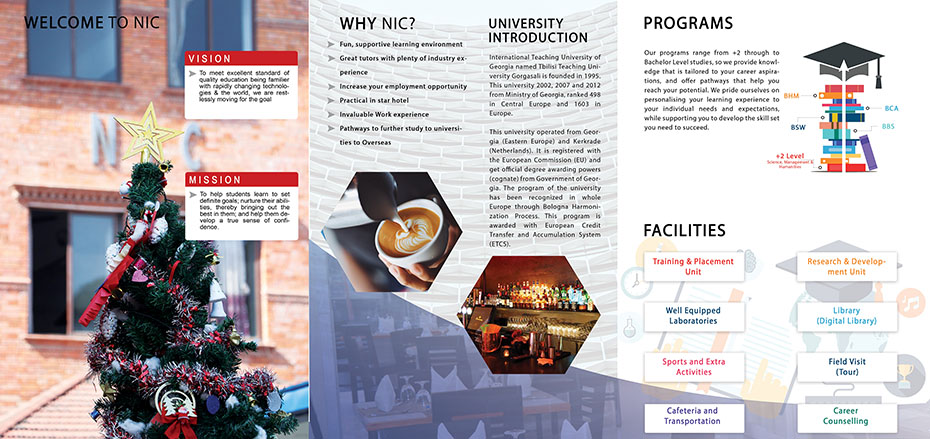 WELCOME TO NIC
VISION
To meet excellent standard of
quality education being familier
with rapidly changing technolo-
gies & the world, we are rest-
lessly moving for the goal
N C
MISSION
To help students learn to set
definite goals; nurture their abili-
ties, thereby bringing out the
best in them; and help them de-
velop a true sense of confi-
dence.
WHY NIC?
Fun, supportive learning environment
Great tutors with plenty of industry ex-
perience
Increase your employment opportunity
Practical in star hotel
Invaluable Work experience
Pathways to further study to universi-
ties to Overseas
UNIVERSITY
INTRODUCTION
International Teaching University of
Georgia named Tbilisi Teaching Uni-
versity Gorgasali is founded in 1995.
This university 2002, 2007 and 2012
from Ministry of Georgia, ranked 498
in Central Europe and 1603 in
Europe.
This university operated from Geor-
gia (Eastern Europe) and Kerkrade
(Netherlands). It is registered with
the European Commission (EU) and
get official degree awarding powers
(cognate) from Government of Geor-
gia. The program of the university
has been recognized in whole
Europe through Bologna Harmoni-
zation Process. This program is
awarded with European Credit
Transfer and Accumulation System
(ETCS).
PROGRAMS
Our programs range from +2 through to
Bachelor Level studies, so we provide knowl-
edge that is tailored to your career aspira-
tions, and offer pathways that help you
reach your potential. We pride ourselves on
personalising your learning experience to
your individual needs and expectations,
while supporting you to develop the skill set
you need to succeed.
BHM
BCA
BSW
BBS
+2 Level
Science, Management &
Humanities
FACILITIES
Training & Placement
Unit
Research & Develop-
ment Unit
Well Equipped
Laboratories
Library
(Digital Library)
Sports and Extra
Activities
Field Visit
(Tour)
Cafeteria and
Transportation
Career
Counselling